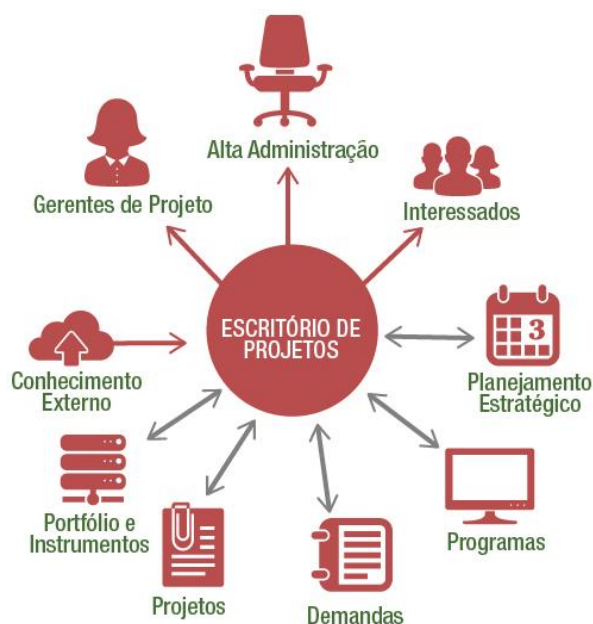 Alta Administração
Gerentes de Projeto
Interessados
ESCRITÓRIO DE
PROJETOS
3
Conhecimento
Externo
Planejamento
Estratégico
Portfólio e
Instrumentos
Programas
Projetos
Demandas